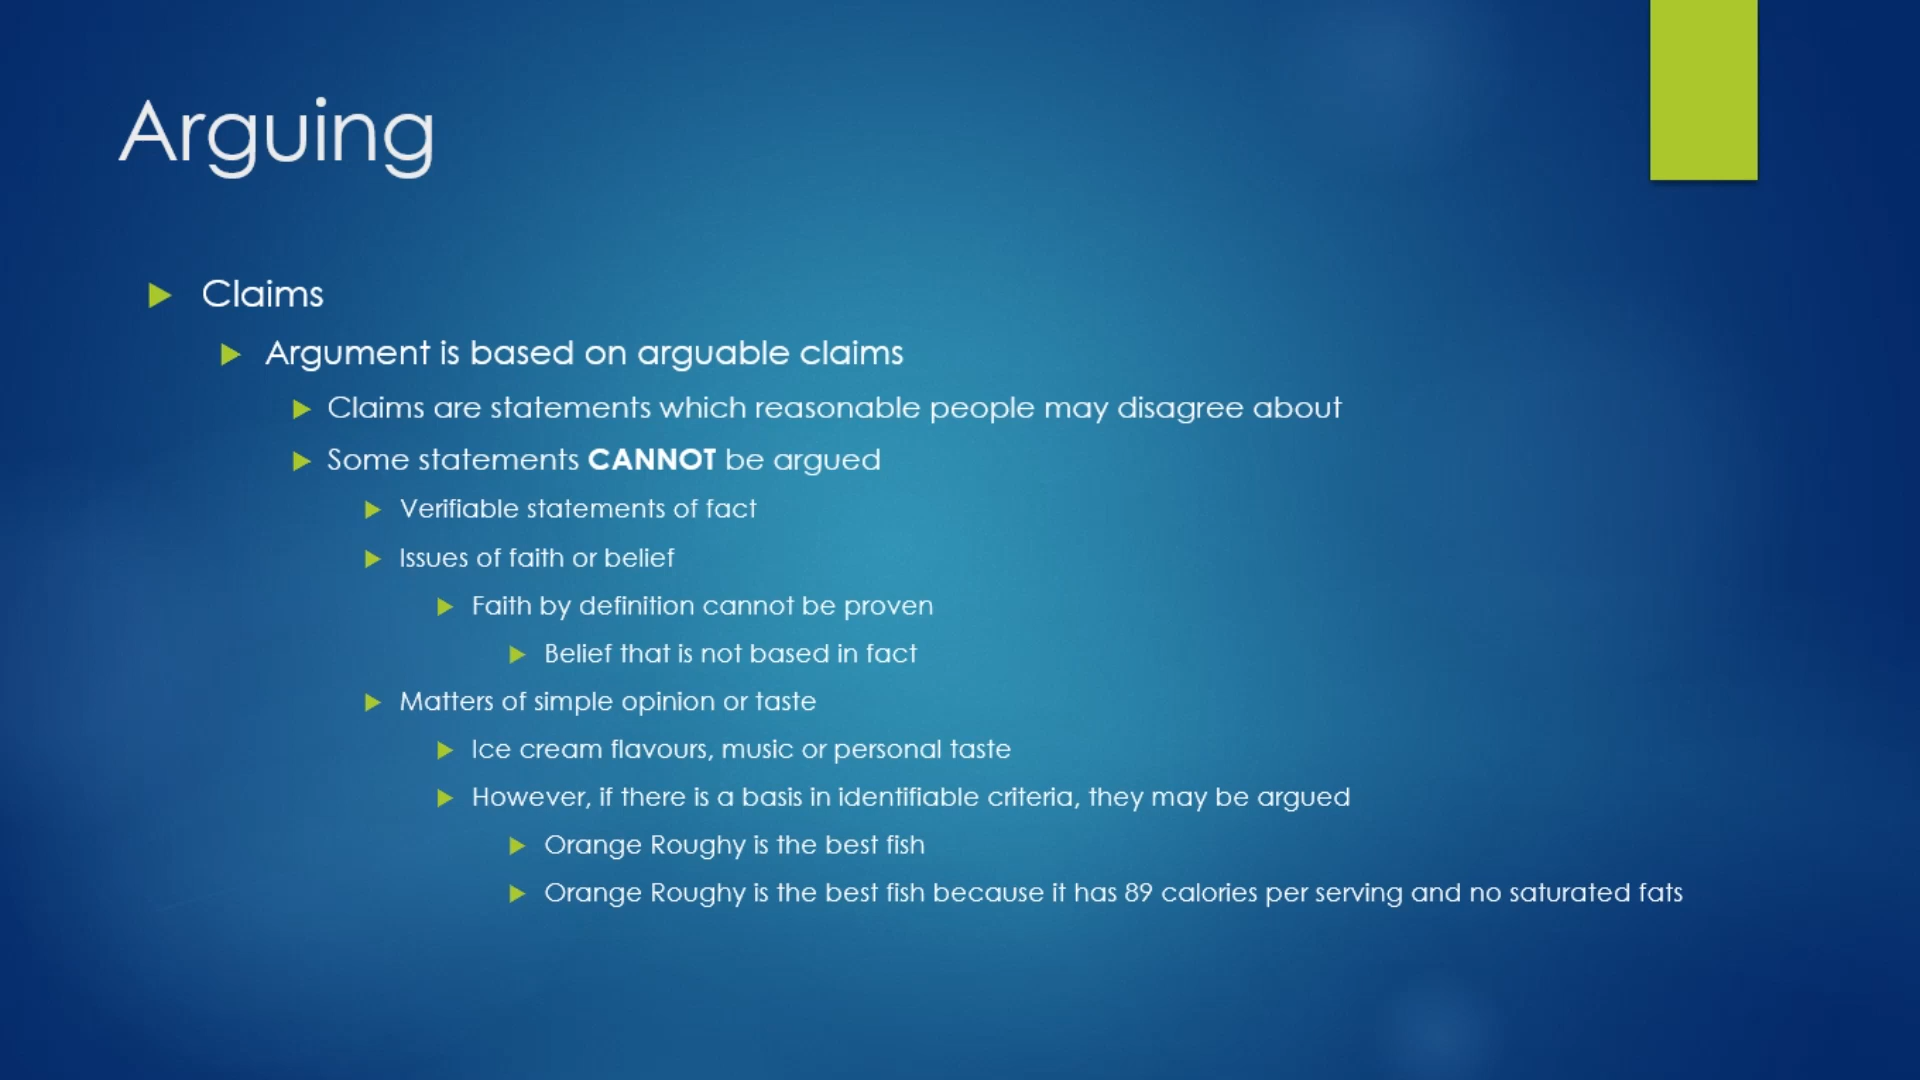 Arguing
Claims
Argument is based on arguable claims
Claims are statements which reasonable people may disagree about
Some statements CANNOT be argued
Verifiable statements of fact
Issues of faith or belief
Faith by definition cannot be proven
Belief that is not based in fact
Matters of simple opinion or taste
Ice cream flavours, music or personal taste
However, if there is a basis in identifiable criteria, they may be argued
Orange Roughy is the best fish
Orange Roughy is the best fish because it has 89 calories per serving and no saturated fats